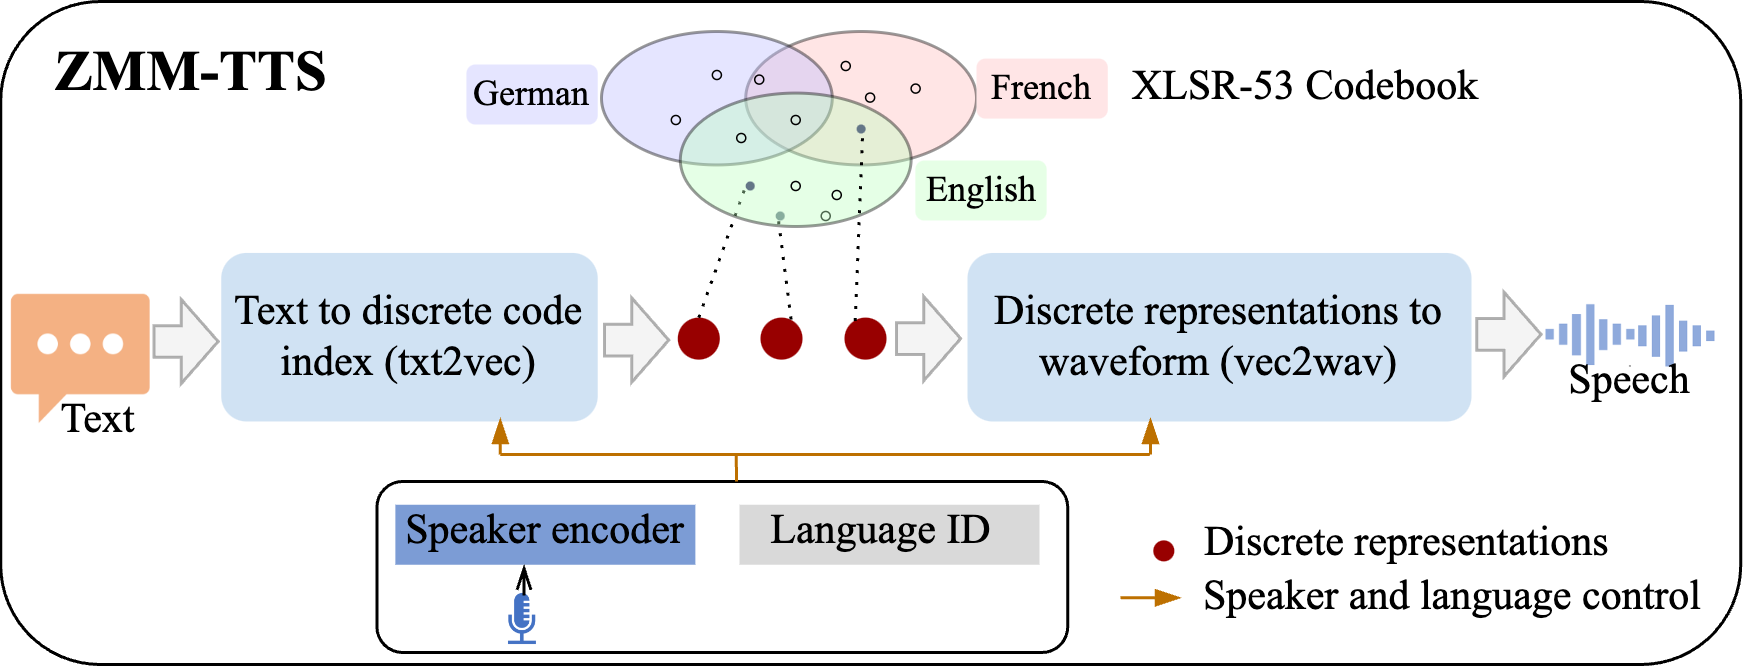 ZMM-TTS
German
French
XLSR-53 Codebook
English
Text to discrete code
index (txt2vec)
Discrete representations to
waveform (vec2wav)
Text
Speech
Speaker encoder
Language ID
Discrete representations
Speaker and language control